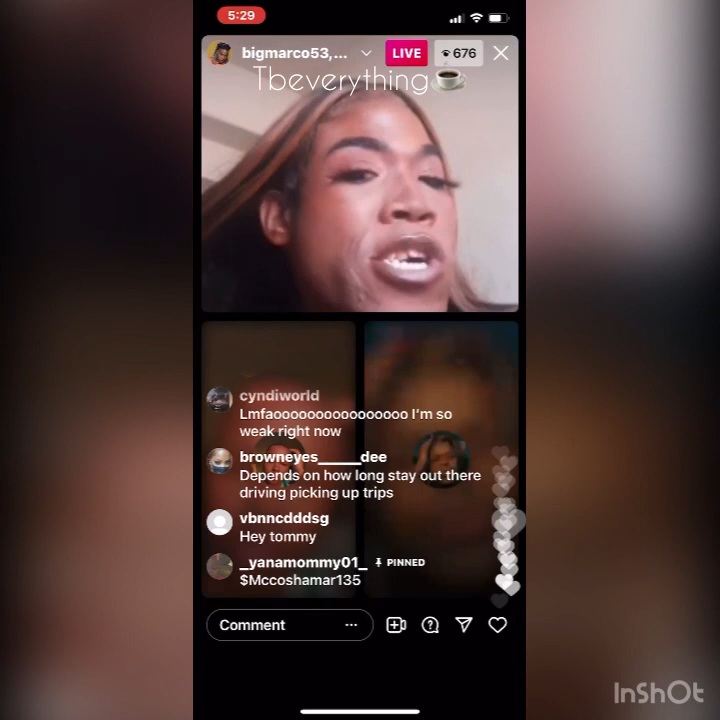 5:29
bigmarco53,...
LIVE
676
Tbeverything
cyndiworld
Lmfaoooooooooooooooo I'm so
weak right now
browneyes_____dee
Depends on how long stay out there
driving picking up trips
vbnncdddsg
Hey tommy
_yanamommy01_ PINNED
$Mccoshamar135
Comment ...
InShOt